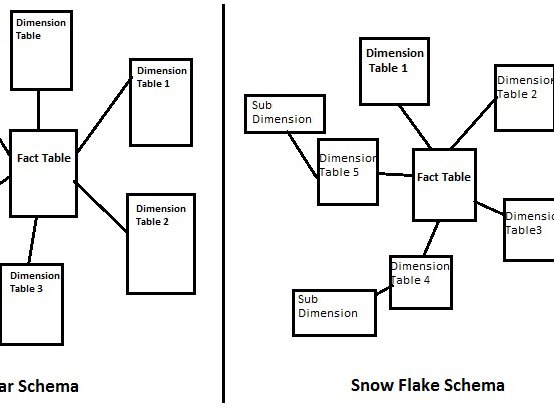 Dimension
Table
Dimension
Table 1
Fact Table
Dimension
Table 2
Dimension
Table 3
ar Schema
Dimension
Table 1
Dimension
Table 2
Sub
Dimension
Dimension
Table 5
Fact Table
Dimensio
Table3
Dimension
Table 4
Sub
Dimension
Snow Flake Schema